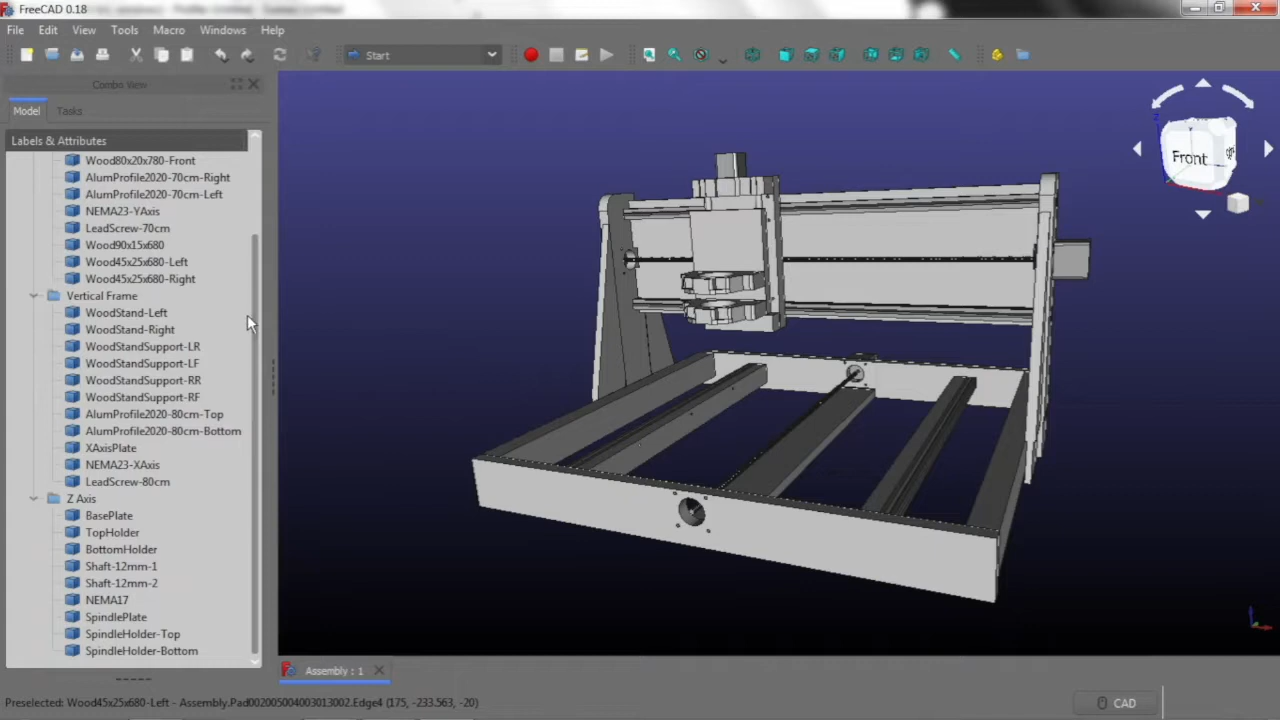 FreeCAD 0.18
File Edit View Tools Macro Windows Help
Start
Combo View
Model Tasks
Labels & Attributes
Wood80x20x780-Front
AlumProfile2020-70cm-Right
AlumProfile2020-70cm-Left
NEMA23-YAxis
LeadScrew-70cm
Wood90x15x680
Wood45x25x680-Left
Wood45x25x680-Right
Vertical Frame
WoodStand-Left
WoodStand-Right
WoodStandSupport-LR
WoodStandSupport-LF
WoodStandSupport-RR
WoodStandSupport-RF
AlumProfile2020-80cm-Top
AlumProfile2020-80cm-Bottom
XAxisPlate
NEMA23-XAxis
LeadScrew-80cm
Z Axis
BasePlate
TopHolder
BottomHolder
Shaft-12mm-1
Shaft-12mm-2
NEMA17
SpindlePlate
SpindleHolder-Top
SpindleHolder-Bottom
Z
Front
Assembly : 1
Preselected: Wood45x25x680-Left - Assembly.Pad002005004003013002.Edge4 (175, -233.563, -20)
CAD